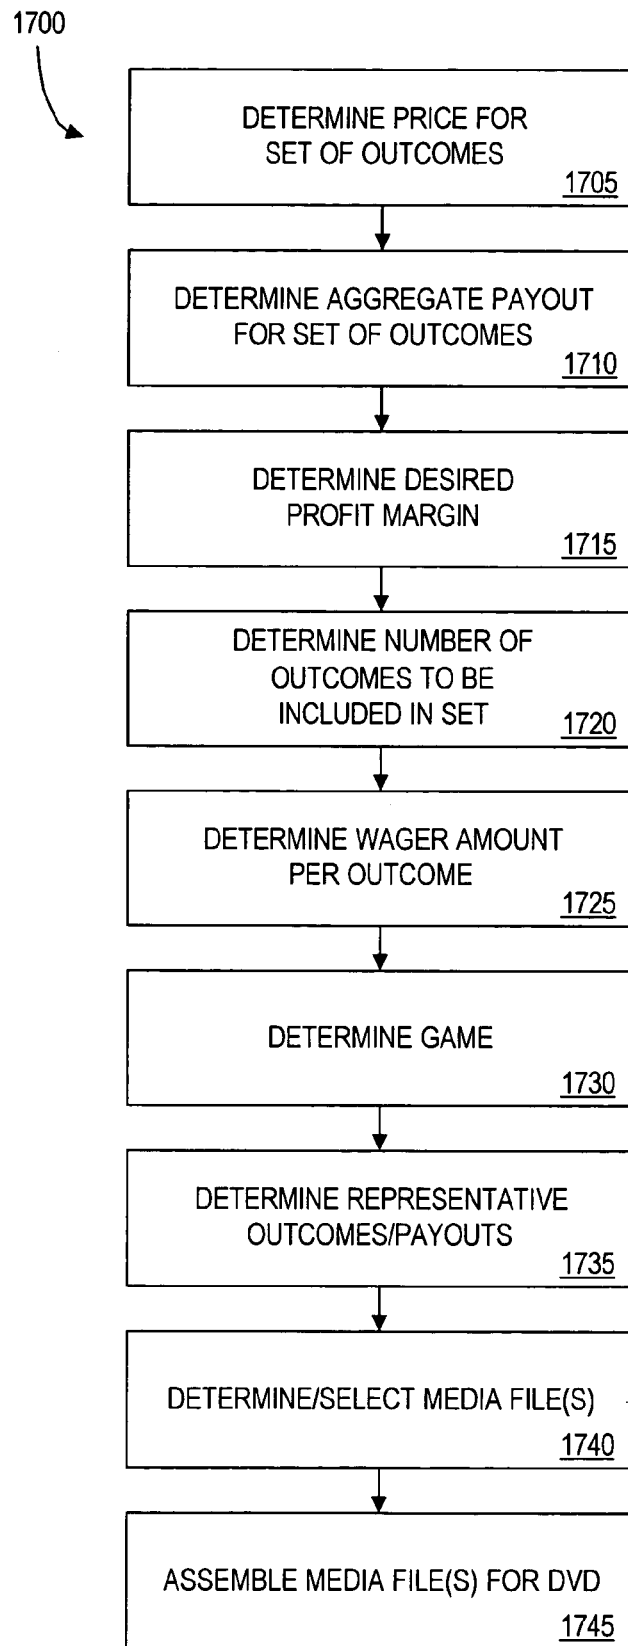 1700
DETERMINE PRICE FOR
SET OF OUTCOMES
1705
DETERMINE AGGREGATE PAYOUT
FOR SET OF OUTCOMES
1710
DETERMINE DESIRED
PROFIT MARGIN
1715
DETERMINE NUMBER OF
OUTCOMES TO BE
INCLUDED IN SET
1720
DETERMINE WAGER AMOUNT
PER OUTCOME
1725
DETERMINE GAME
1730
DETERMINE REPRESENTATIVE
OUTCOMES/PAYOUTS
1735
DETERMINE/SELECT MEDIA FILE(S)
1740
ASSEMBLE MEDIA FILE(S) FOR DVD
1745